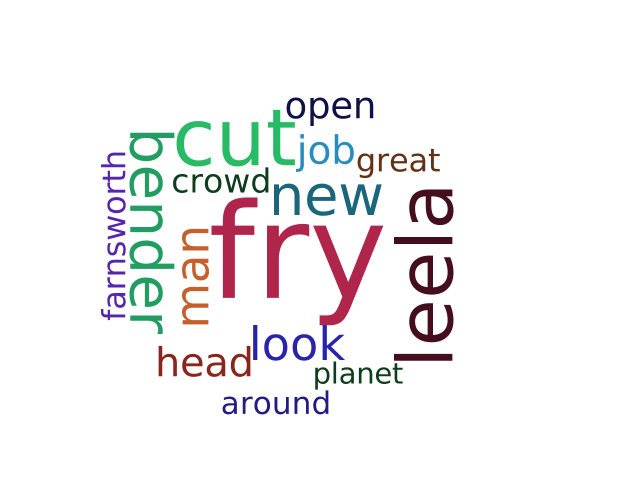 open
cut
job
great
crowd
new
bender
farnsworth
man
fry
leela
look
head
planet
around